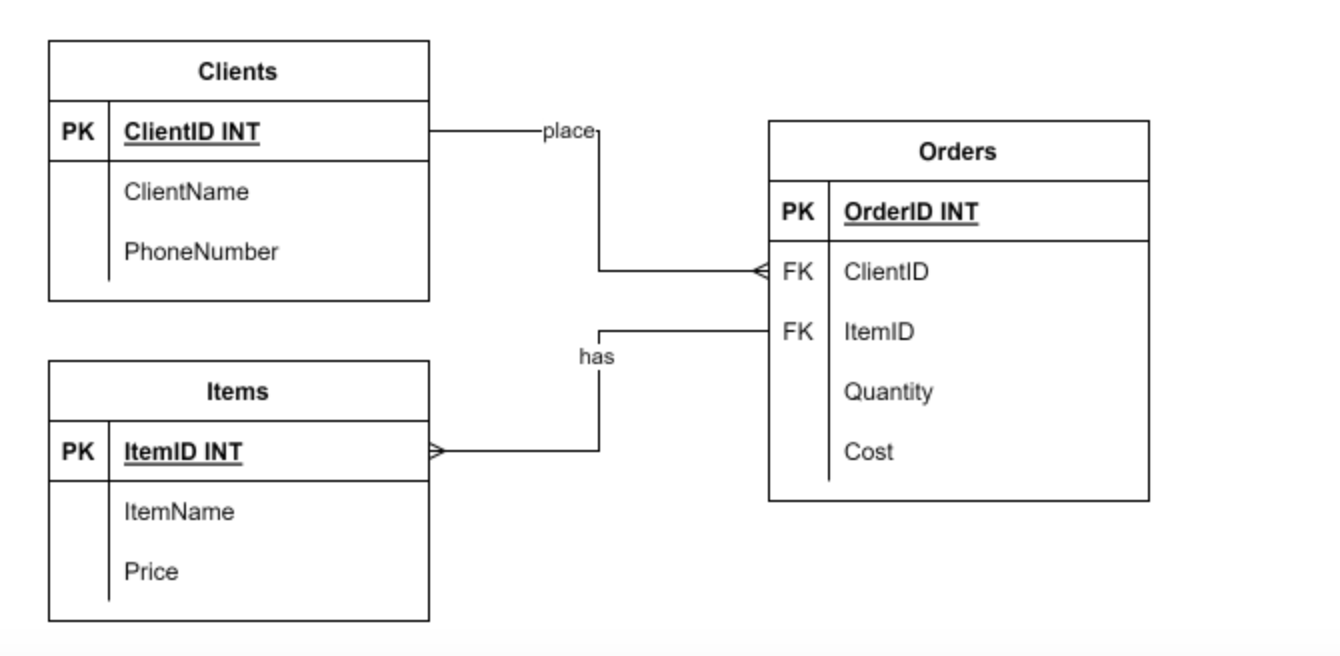 Clients
PK ClientID INT
ClientName
PhoneNumber
place
Orders
PK OrderID INT
FK ClientID
FK ItemID
Quantity
Cost
has
Items
PK ItemID INT
ItemName
Price